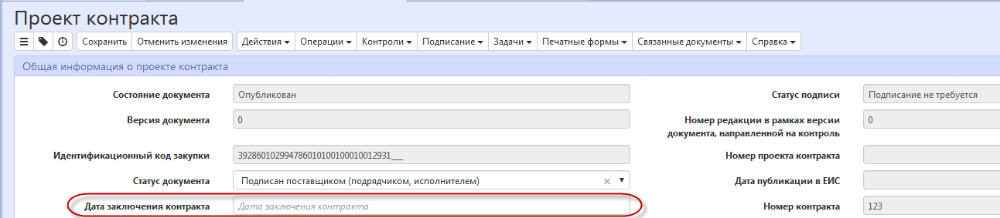 Проект контракта
Сохранить Отменить изменения Действия Операции Контроли Подписание Задачи Печатные формы Связанные документы Справка
Общая информация о проекте контракта
Состояние документа Опубликован Статус подписи Подписание не требуется
Версия документа 0 Номер редакции в рамках версии 0
документа, направленной на контроль
Идентификационный код закупки 392860102994786010100100010012931___ Номер проекта контракта
Статус документа Подписан поставщиком (подрядчиком, исполнителем) × Дата публикации в ЕИС
Дата заключения контракта Дата заключения контракта Номер контракта 123